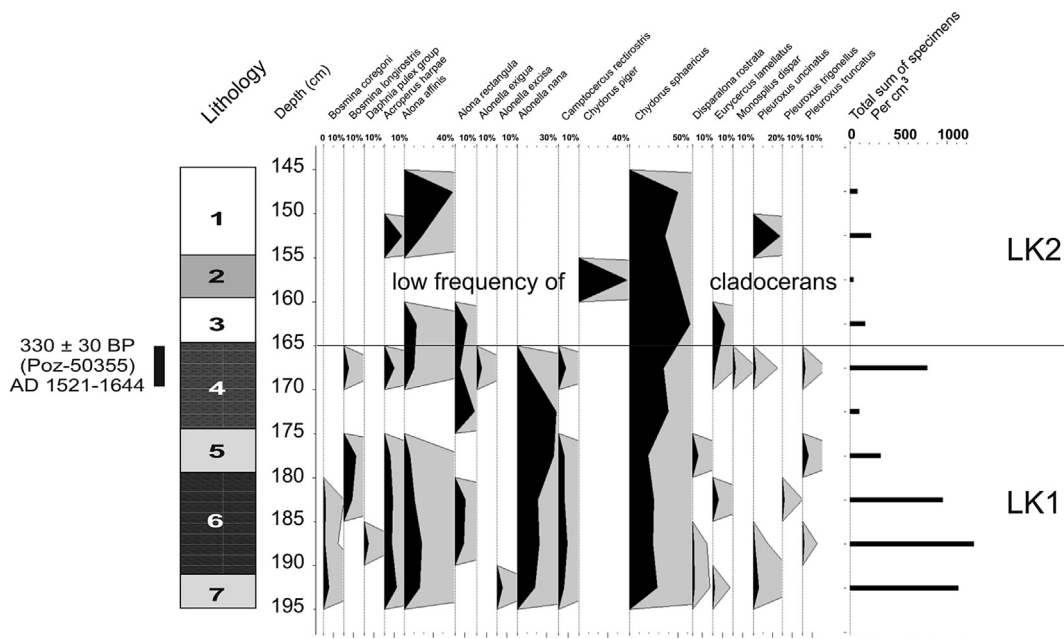 Lithology
Depth (cm)
Bosmina coregoni
Bosmina longirostris
Daphnia pulex group
Acroperus harpae
Alona affinis
Alona rectangula
Alonella exigua
Alonella excisa
Alonella nana
Camptocercus rectirostris
Chydorus piger
Chydorus sphaericus
Disparalona rostrata
Eurycercus lamellatus
Monospilus dispar
Pleuroxus uncinatus
Pleuroxus trigonellus
Pleuroxus truncatus
Total sum of specimens
Per cm³
0 10% 10% 10% 10% 40% 10% 10% 10% 30% 10% 40% 50% 10% 10% 10% 20% 10% 10%
0 500 1000
145
150
155
160
165
170
175
180
185
190
195
1
2
3
4
5
6
7
low frequency of cladocerans
330 ± 30 BP
(Poz-50355)
AD 1521-1644
LK2
LK1